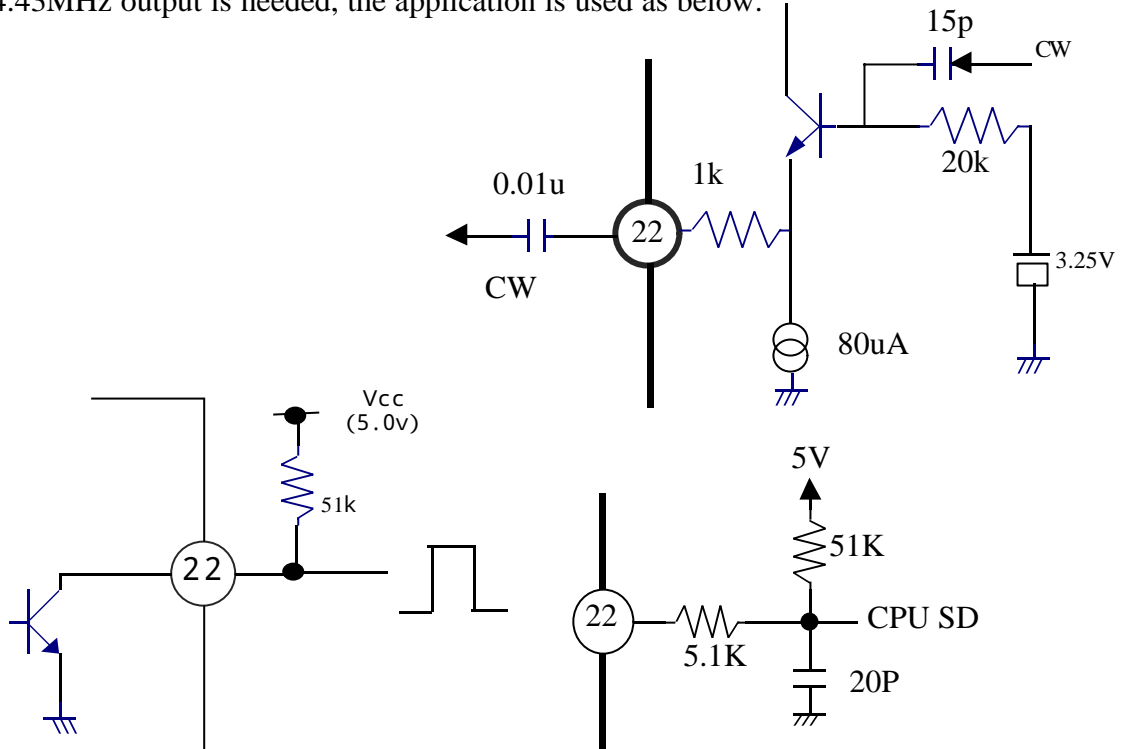 4.43MHz output is needed, the application is used as below.
15p
CW
20k
1k
0.01u
22
3.25V
CW
80uA
Vcc
(5.0v)
5V
51k
51K
22
22
CPU SD
5.1K
20P